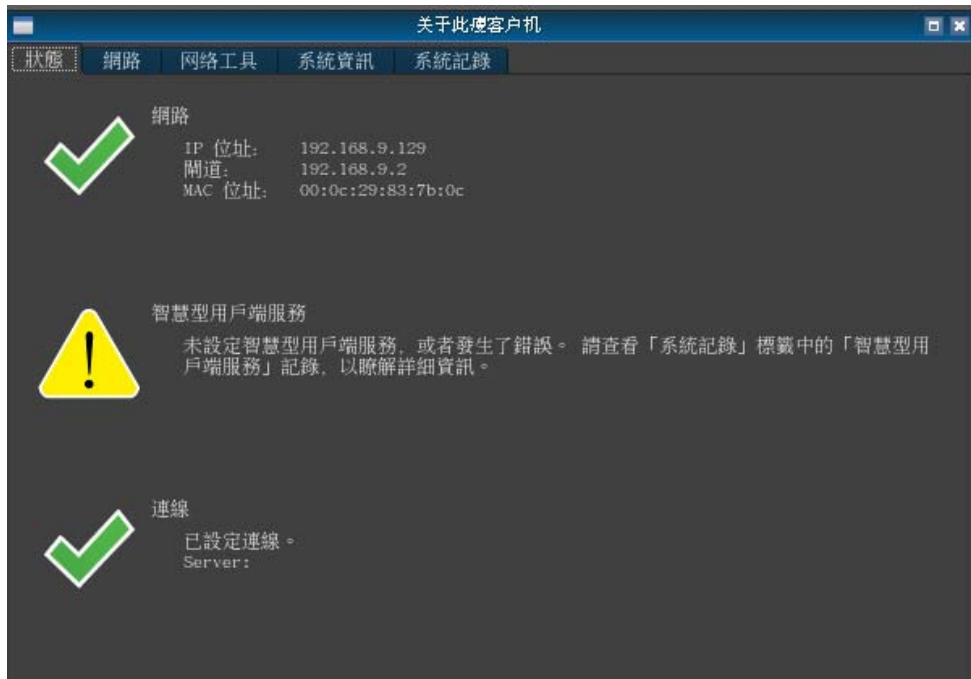 关于此瘦客户机
狀態 網路 网络工具 系統資訊 系統記錄
網路
IP 位址: 192.168.9.129
閘道: 192.168.9.2
MAC 位址: 00:0c:29:83:7b:0c
智慧型用戶端服務
未設定智慧型用戶端服務，或者發生了錯誤。 請查看「系統記錄」標籤中的「智慧型用
戶端服務」記錄，以瞭解詳細資訊。
連線
已設定連線。
Server: